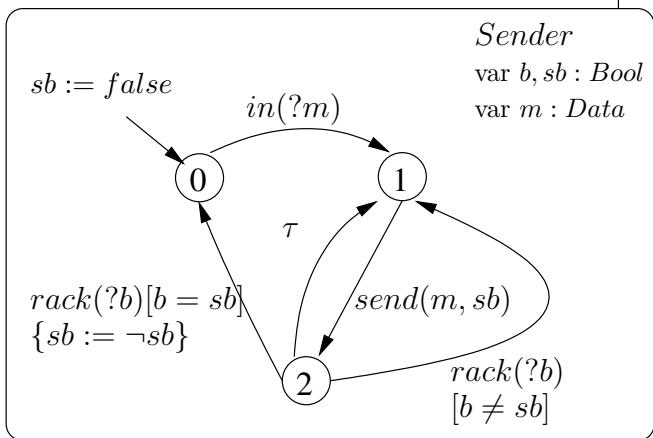 Sender
var b, sb : Bool
var m : Data
sb := false
in(?m)
0
1
τ
rack(?b)[b = sb]
{sb := ¬sb}
send(m, sb)
2
rack(?b)
[b ≠ sb]